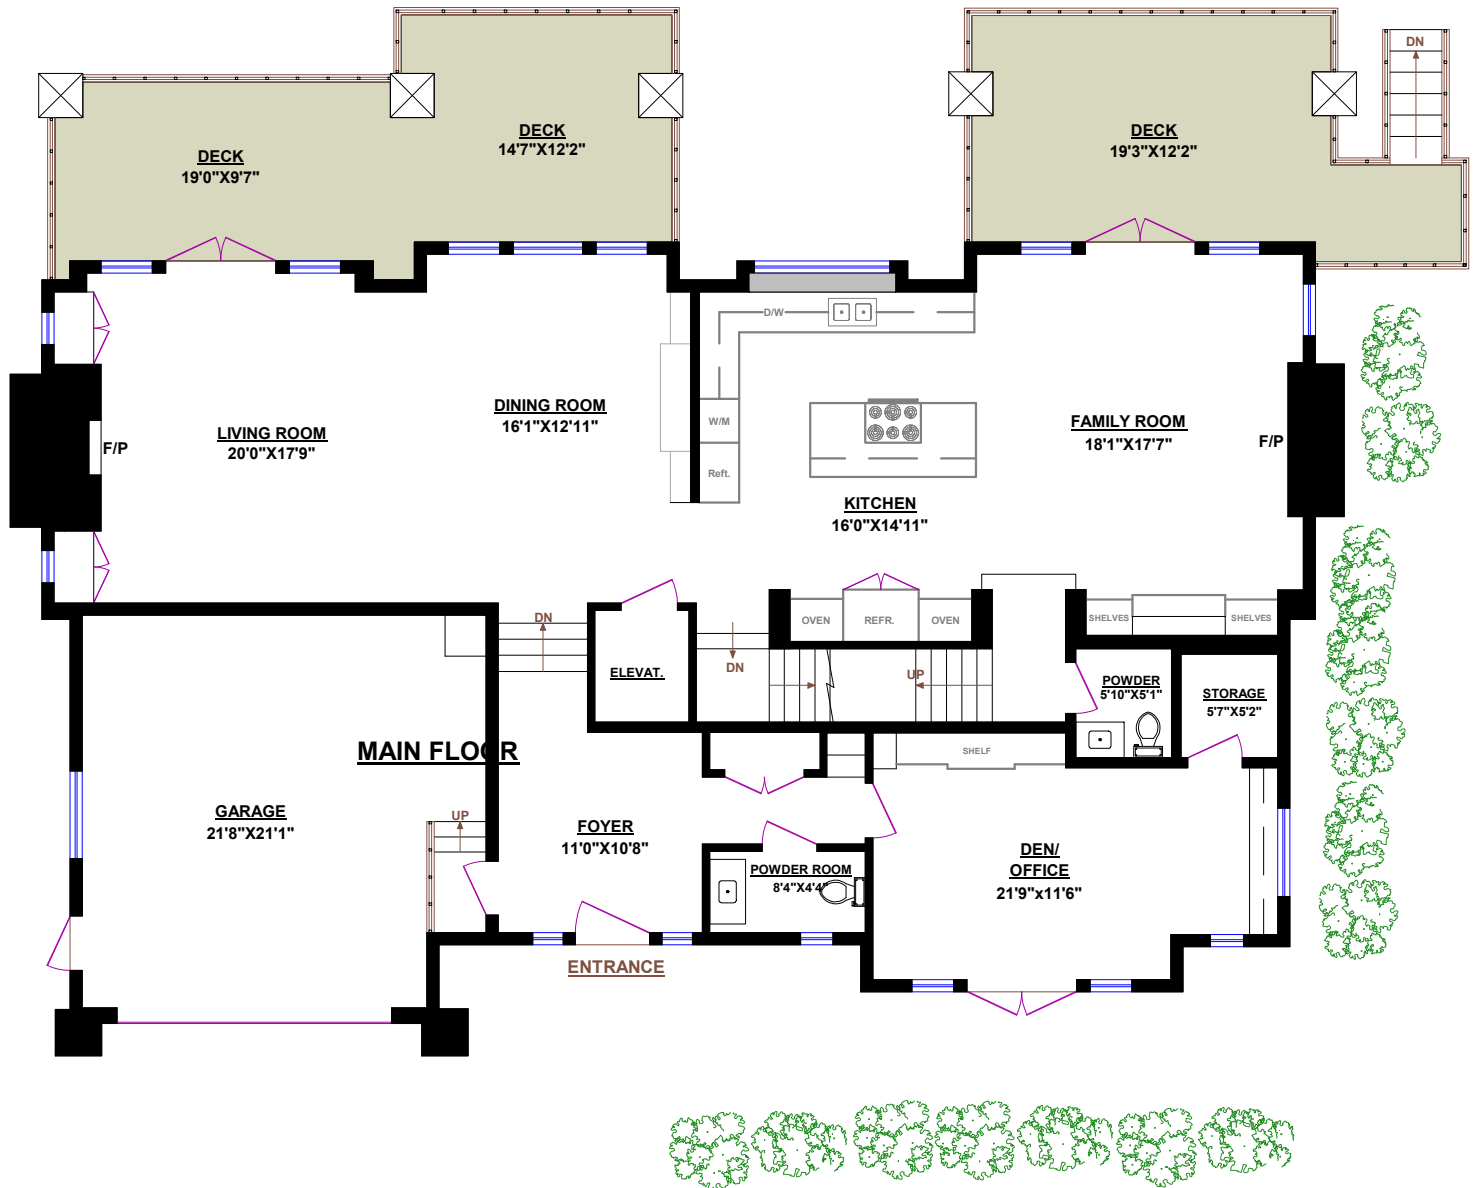 DN
DECK
14'7"X12'2"
DECK
19'3"X12'2"
DECK
19'0"X9'7"
D/W
DINING ROOM
16'1"X12'11"
W/M
FAMILY ROOM
18'1"X17'7"
LIVING ROOM
20'0"X17'9"
F/P
F/P
Reft.
KITCHEN
16'0"X14'11"
DN
OVEN
REFR.
OVEN
SHELVES
SHELVES
ELEVAT.
DN
UP
POWDER
5'10"X5'1"
STORAGE
5'7"X5'2"
MAIN FLOOR
SHELF
GARAGE
21'8"X21'1"
UP
FOYER
11'0"X10'8"
POWDER ROOM
8'4"X4'4"
DEN/
OFFICE
21'9"x11'6"
ENTRANCE